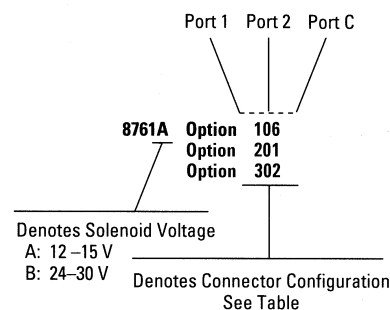 Port 1 Port 2 Port C
8761A Option 106
Option 201
Option 302
Denotes Solenoid Voltage
A: 12–15 V
B: 24–30 V
Denotes Connector Configuration
See Table